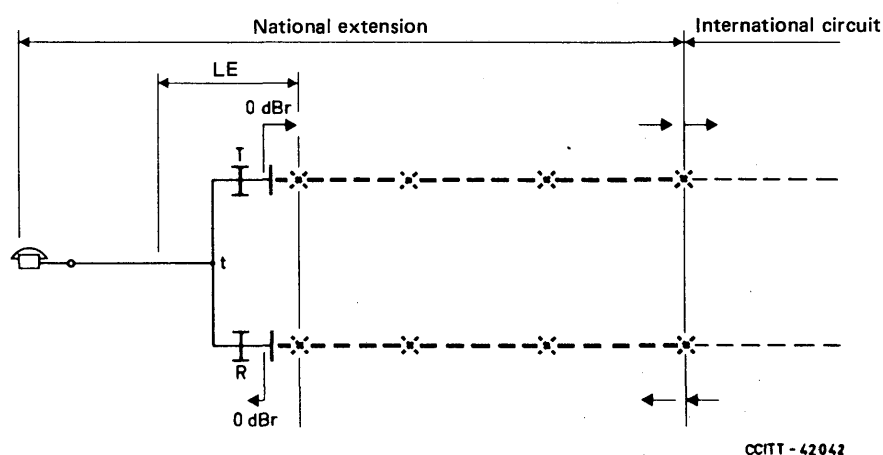 National extension
International circuit
LE
0 dBr
T
t
R
0 dBr
CCITT - 42042